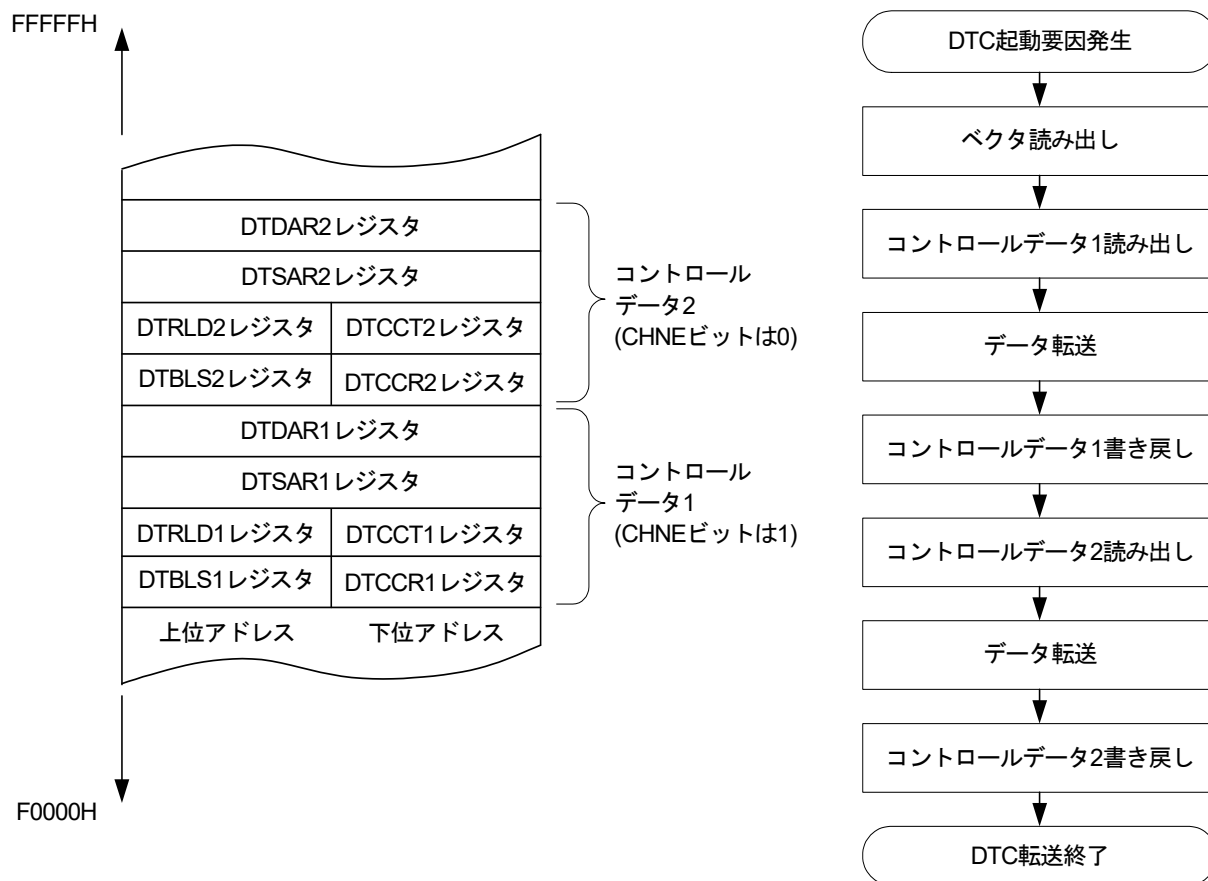 FFFFFH
DTDAR2レジスタ
DTSAR2レジスタ
DTRLD2レジスタ DTCCT2レジスタ
DTBLS2レジスタ DTCCR2レジスタ
コントロール
データ2
(CHNEビットは0)
DTDAR1レジスタ
DTSAR1レジスタ
DTRLD1レジスタ DTCCT1レジスタ
DTBLS1レジスタ DTCCR1レジスタ
コントロール
データ1
(CHNEビットは1)
上位アドレス 下位アドレス
F0000H
DTC起動要因発生
ベクタ読み出し
コントロールデータ1読み出し
データ転送
コントロールデータ1書き戻し
コントロールデータ2読み出し
データ転送
コントロールデータ2書き戻し
DTC転送終了